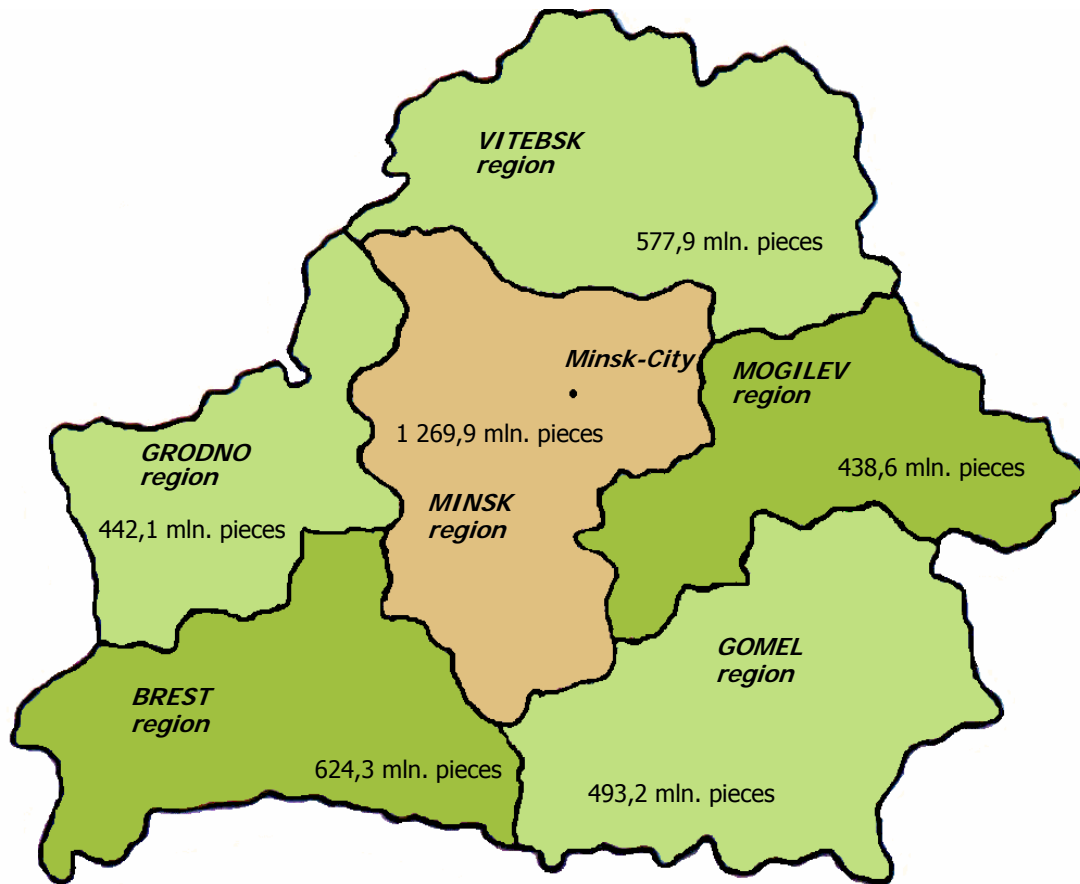 VITEBSK
region
577,9 mln. pieces
Minsk-City
MOGILEV
region
1 269,9 mln. pieces
GRODNO
region
438,6 mln. pieces
442,1 mln. pieces
MINSK
region
GOMEL
region
BREST
region
624,3 mln. pieces
493,2 mln. pieces